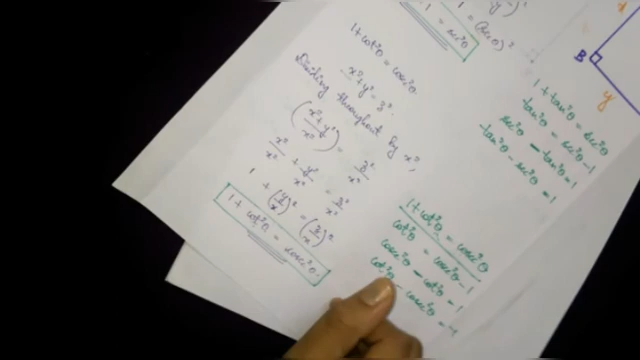 1 = sec²θ
= (secθ)²
1 + cot²θ = cosec²θ
x² + y² = z²
Dividing throughout by x²,
(x² + y² / x²) = z² / x²
x²/x² + y²/x² = z²/x²
1 + (y/x)² = (z/x)²
1 + cot²θ = cosec²θ
B
y
1 + tan²θ = sec²θ
tan²θ = sec²θ - 1
sec²θ - tan²θ = 1
tan²θ - sec²θ = 1
1 + cot²θ = cosec²θ
cot²θ = cosec²θ - 1
cosec²θ - cot²θ = 1
cot²θ - cosec²θ = -1